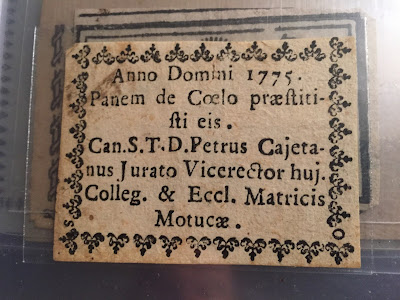 Anno Domini 1775.
Panem de Cœlo præſtiti-
ſti eis.
Can. S. T. D. Petrus Cajeta-
nus Jurato Vicerector huj.
Colleg. & Eccl. Matricis
Motucæ.